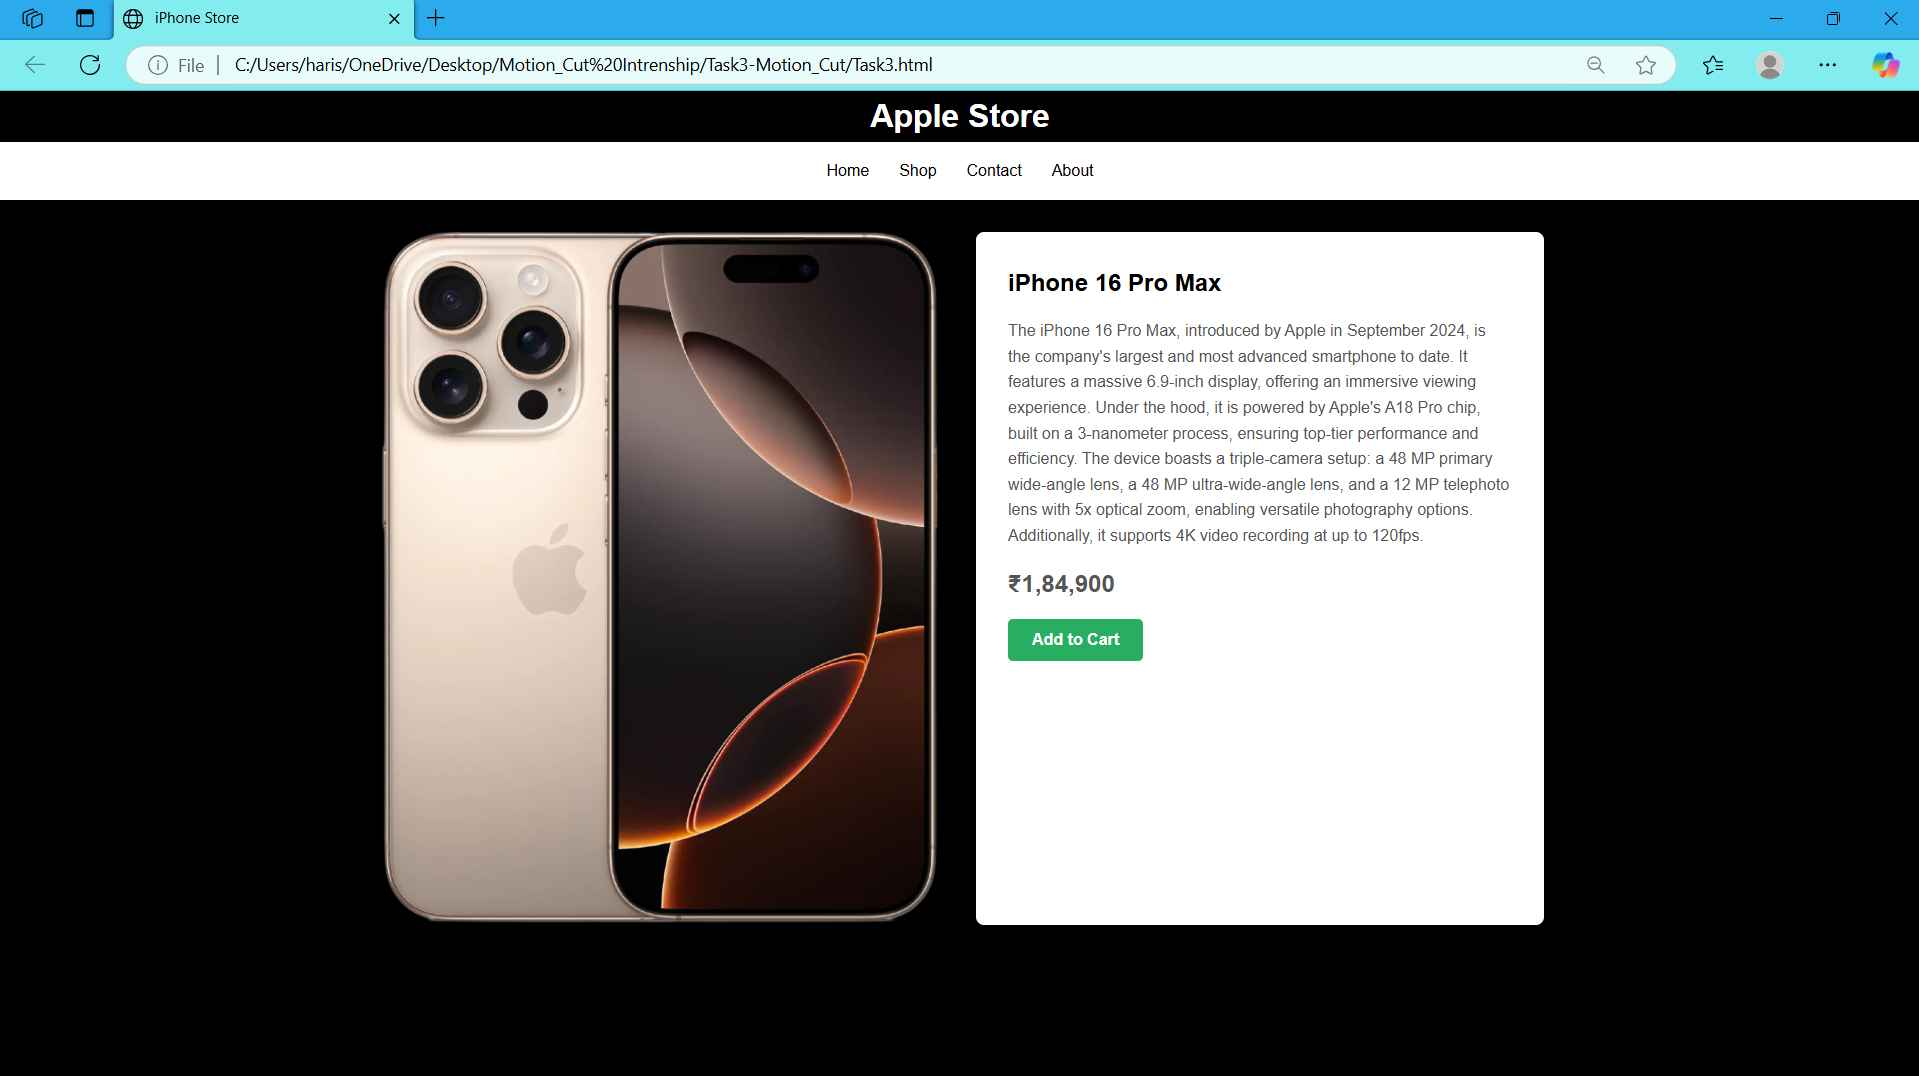 iPhone Store
File
C:/Users/haris/OneDrive/Desktop/Motion_Cut%20Intrenship/Task3-Motion_Cut/Task3.html
Apple Store
Home Shop Contact About
iPhone 16 Pro Max
The iPhone 16 Pro Max, introduced by Apple in September 2024, is
the company's largest and most advanced smartphone to date. It
features a massive 6.9-inch display, offering an immersive viewing
experience. Under the hood, it is powered by Apple's A18 Pro chip,
built on a 3-nanometer process, ensuring top-tier performance and
efficiency. The device boasts a triple-camera setup: a 48 MP primary
wide-angle lens, a 48 MP ultra-wide-angle lens, and a 12 MP telephoto
lens with 5x optical zoom, enabling versatile photography options.
Additionally, it supports 4K video recording at up to 120fps.
₹1,84,900
Add to Cart